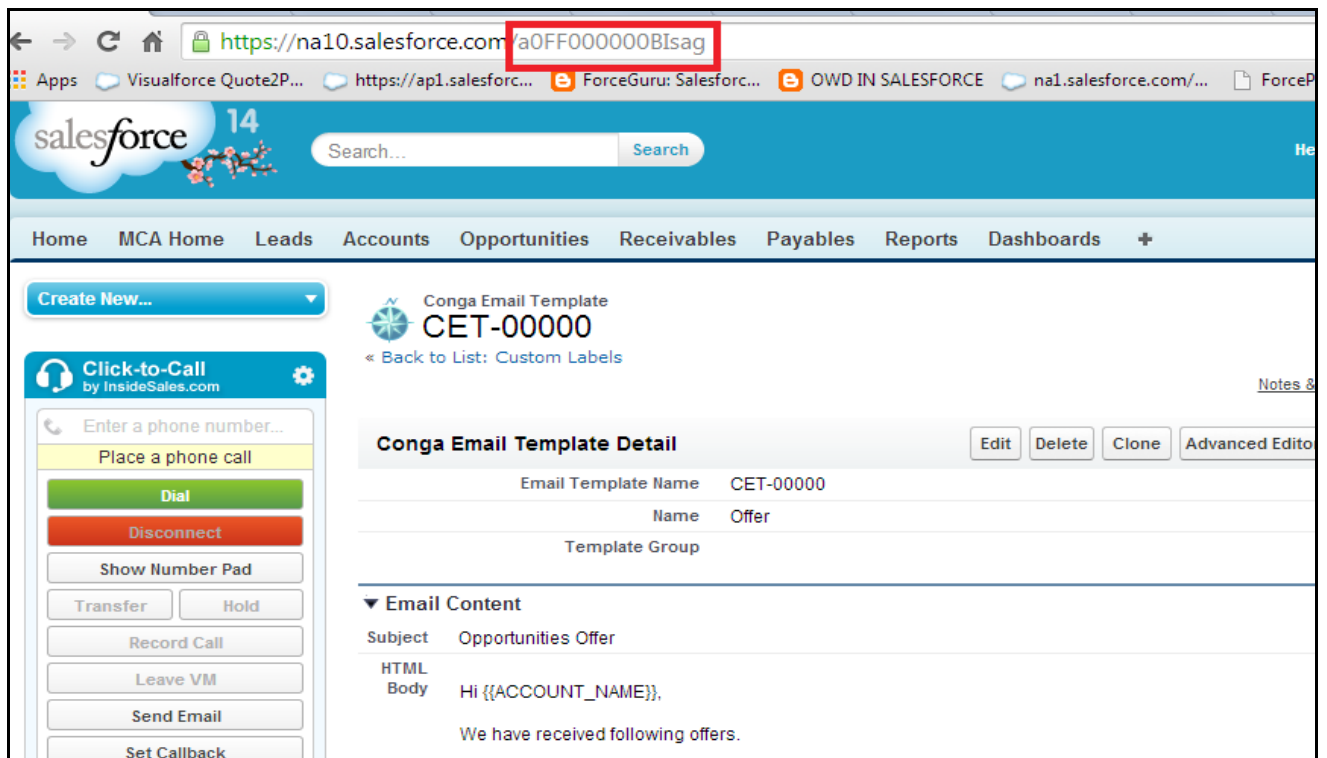 https://na10.salesforce.com/a0FF000000BIsag
Apps Visualforce Quote2P... https://ap1.salesforc... ForceGuru: Salesforc... OWD IN SALESFORCE na1.salesforce.com/... ForceP
salesforce 14
Search... Search He
Home MCA Home Leads Accounts Opportunities Receivables Payables Reports Dashboards +
Create New...
Conga Email Template
CET-00000
« Back to List: Custom Labels
Click-to-Call
by InsideSales.com
Notes &
Enter a phone number...
Place a phone call
Dial
Disconnect
Show Number Pad
Transfer Hold
Record Call
Leave VM
Send Email
Set Callback
Conga Email Template Detail Edit Delete Clone Advanced Editor
Email Template Name CET-00000
Name Offer
Template Group
Email Content
Subject Opportunities Offer
HTML
Body Hi {{ACCOUNT_NAME}},
We have received following offers.